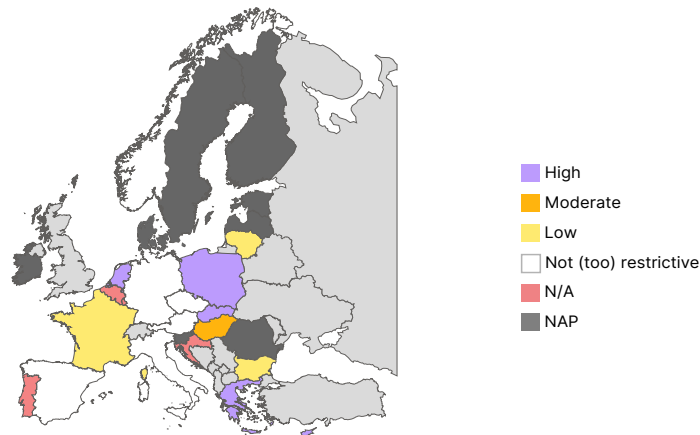 High
Moderate
Low
Not (too) restrictive
N/A
NAP